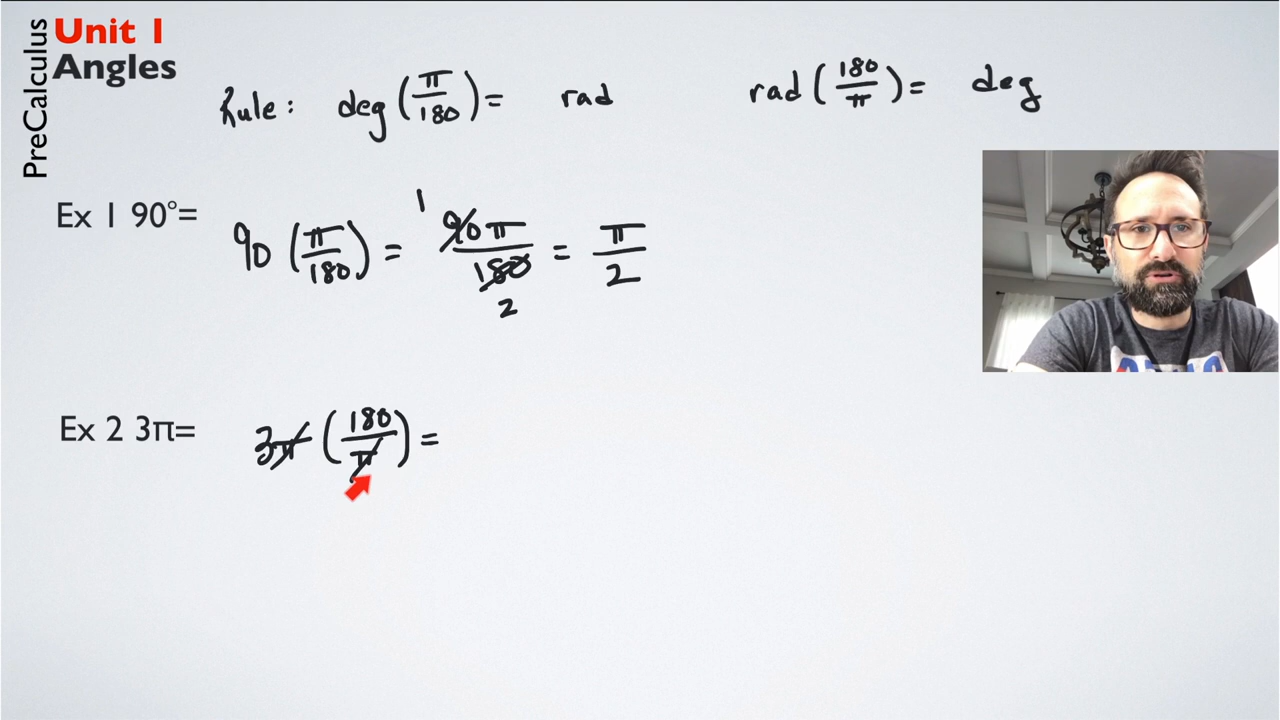 PreCalculus
Unit 1
Angles
Rule: deg (π/180) = rad
rad (180/π) = deg
Ex 1 90°= 90 (π/180) = 90π/180 = π/2
1
2
Ex 2 3π= 3π (180/π) =